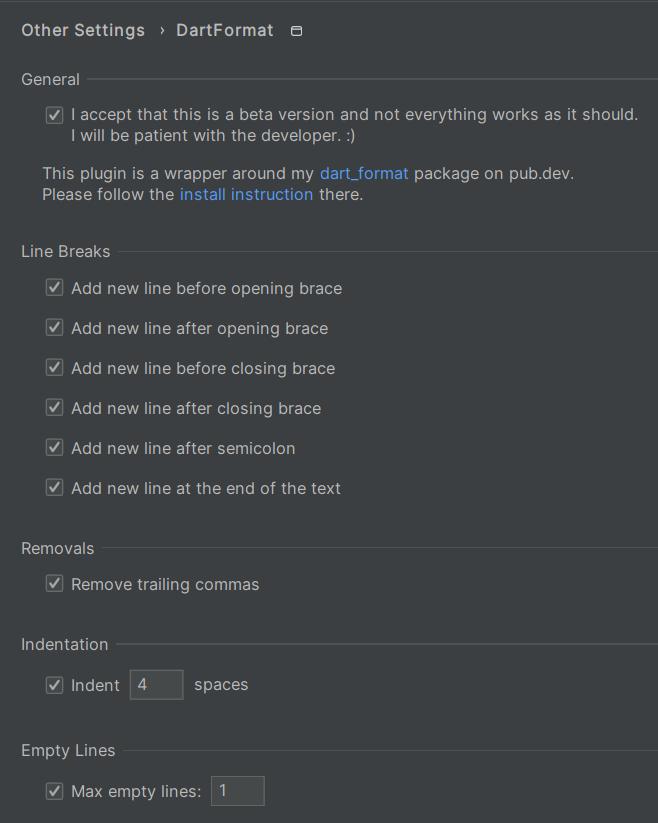 Other Settings › DartFormat
General
I accept that this is a beta version and not everything works as it should.
I will be patient with the developer. :)
This plugin is a wrapper around my dart_format package on pub.dev.
Please follow the install instruction there.
Line Breaks
Add new line before opening brace
Add new line after opening brace
Add new line before closing brace
Add new line after closing brace
Add new line after semicolon
Add new line at the end of the text
Removals
Remove trailing commas
Indentation
Indent 4 spaces
Empty Lines
Max empty lines: 1